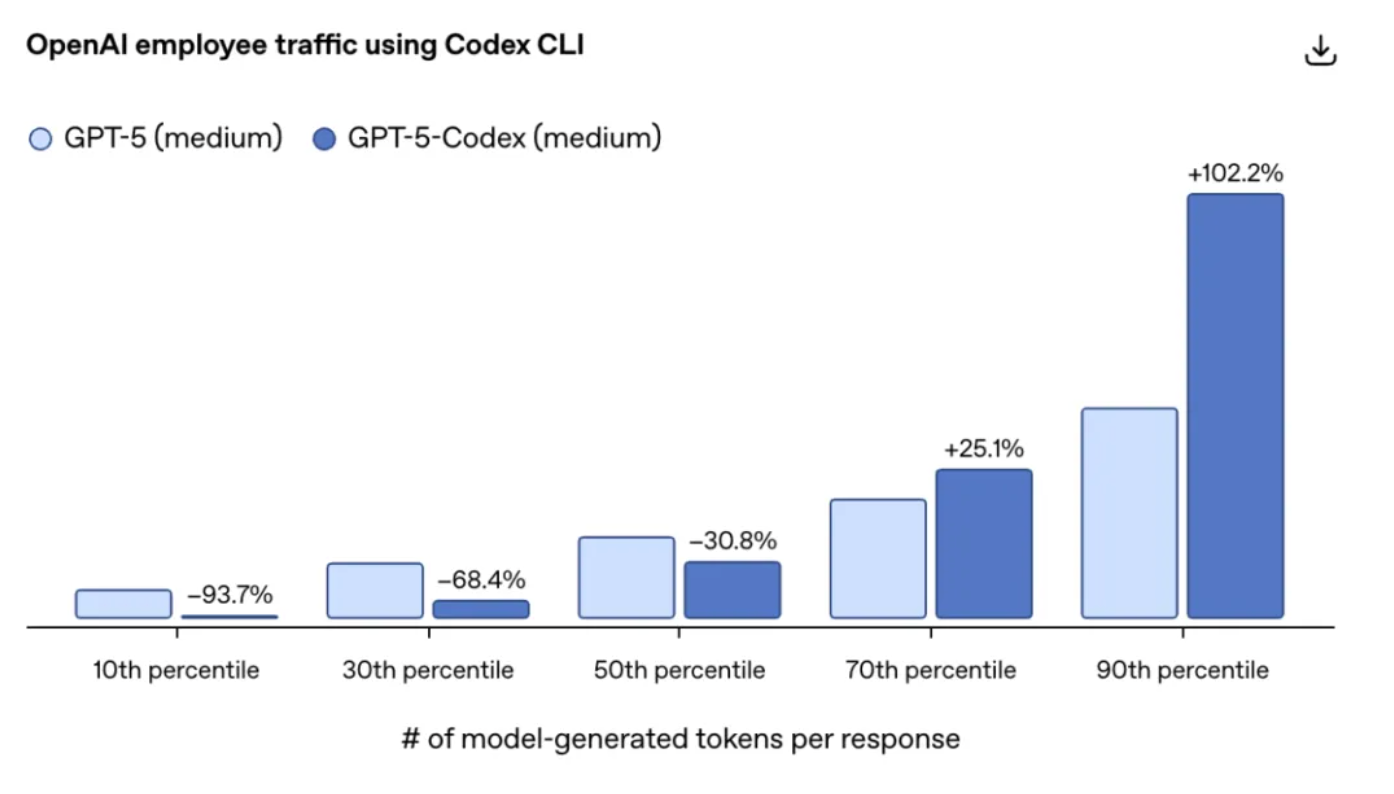 OpenAI employee traffic using Codex CLI
GPT-5 (medium) GPT-5-Codex (medium)
+102.2%
+25.1%
–30.8%
–68.4%
–93.7%
10th percentile 30th percentile 50th percentile 70th percentile 90th percentile
# of model-generated tokens per response